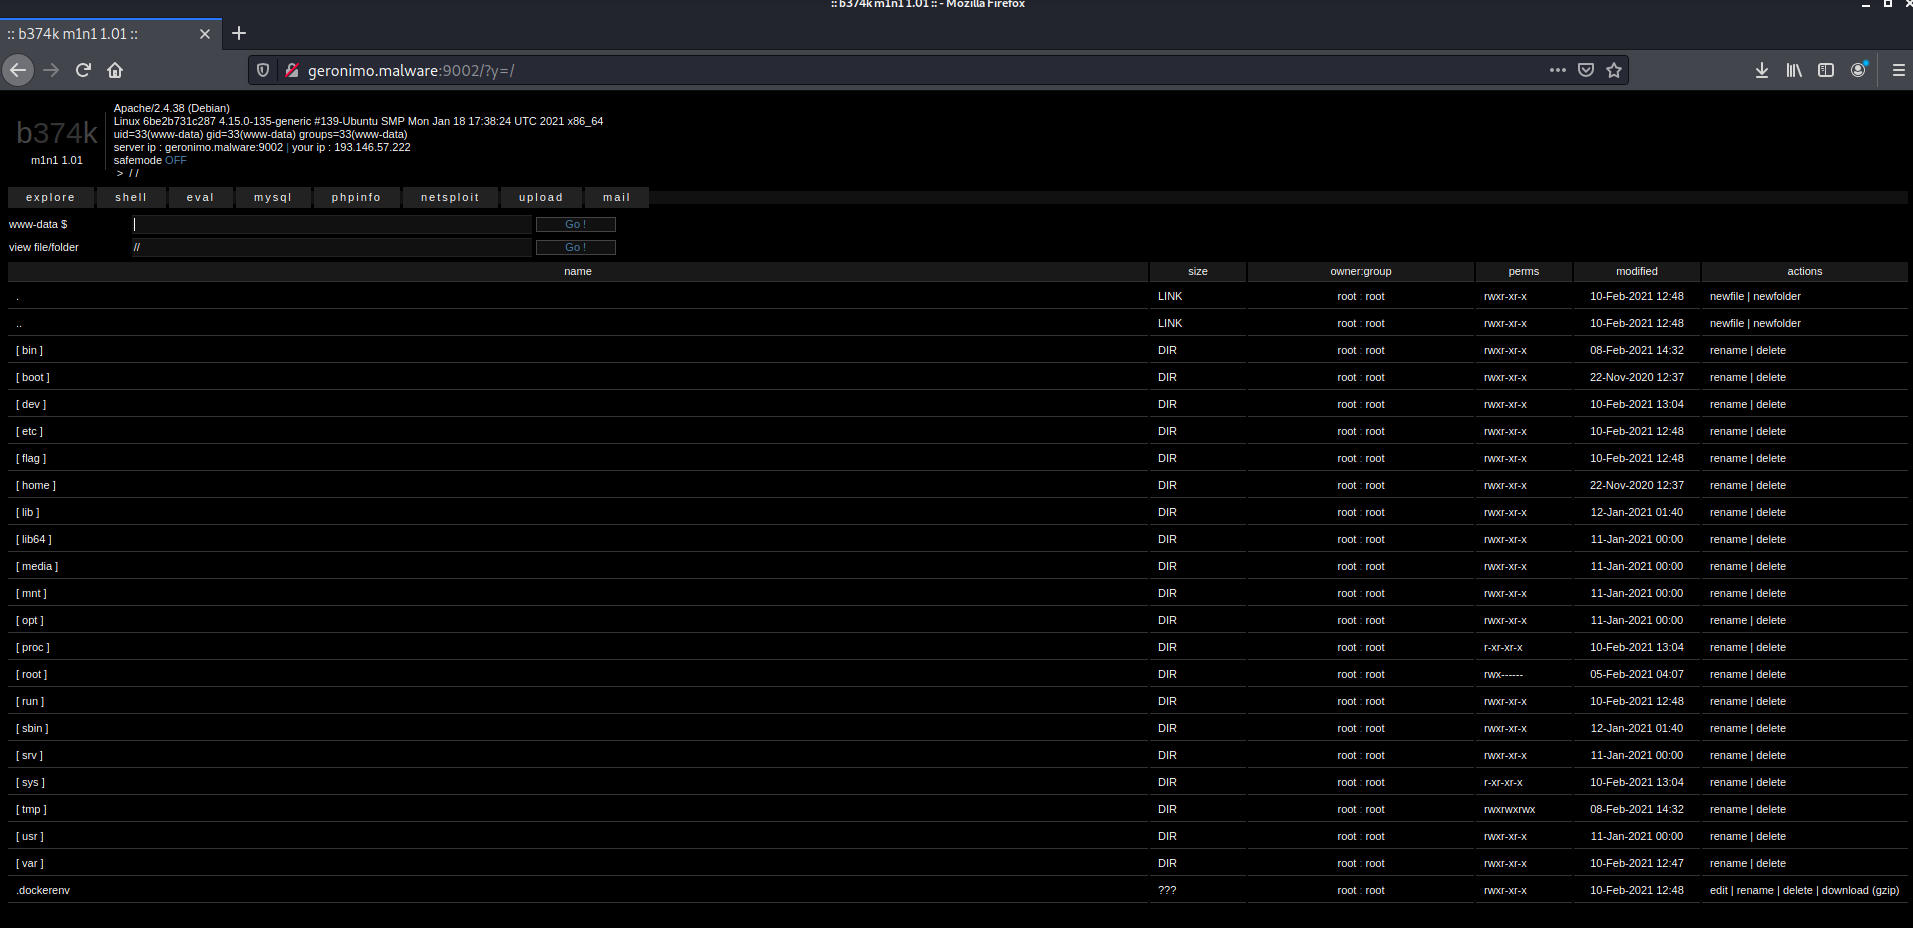 :: b374k m1n1 1.01 :: - Mozilla Firefox
:: b374k m1n1 1.01 ::
geronimo.malware:9002/?y=/
b374k
m1n1 1.01
Apache/2.4.38 (Debian)
Linux 6be2b731c287 4.15.0-135-generic #139-Ubuntu SMP Mon Jan 18 17:38:24 UTC 2021 x86_64
uid=33(www-data) gid=33(www-data) groups=33(www-data)
server ip : geronimo.malware:9002 | your ip : 193.146.57.222
safemode OFF
> / /
explore shell eval mysql phpinfo netsploit upload mail
www-data $ Go !
view file/folder // Go !
name size owner:group perms modified actions
. LINK root : root rwxr-xr-x 10-Feb-2021 12:48 newfile | newfolder
.. LINK root : root rwxr-xr-x 10-Feb-2021 12:48 newfile | newfolder
[ bin ] DIR root : root rwxr-xr-x 08-Feb-2021 14:32 rename | delete
[ boot ] DIR root : root rwxr-xr-x 22-Nov-2020 12:37 rename | delete
[ dev ] DIR root : root rwxr-xr-x 10-Feb-2021 13:04 rename | delete
[ etc ] DIR root : root rwxr-xr-x 10-Feb-2021 12:48 rename | delete
[ flag ] DIR root : root rwxr-xr-x 10-Feb-2021 12:48 rename | delete
[ home ] DIR root : root rwxr-xr-x 22-Nov-2020 12:37 rename | delete
[ lib ] DIR root : root rwxr-xr-x 12-Jan-2021 01:40 rename | delete
[ lib64 ] DIR root : root rwxr-xr-x 11-Jan-2021 00:00 rename | delete
[ media ] DIR root : root rwxr-xr-x 11-Jan-2021 00:00 rename | delete
[ mnt ] DIR root : root rwxr-xr-x 11-Jan-2021 00:00 rename | delete
[ opt ] DIR root : root rwxr-xr-x 11-Jan-2021 00:00 rename | delete
[ proc ] DIR root : root r-xr-xr-x 10-Feb-2021 13:04 rename | delete
[ root ] DIR root : root rwx------ 05-Feb-2021 04:07 rename | delete
[ run ] DIR root : root rwxr-xr-x 10-Feb-2021 12:48 rename | delete
[ sbin ] DIR root : root rwxr-xr-x 12-Jan-2021 01:40 rename | delete
[ srv ] DIR root : root rwxr-xr-x 11-Jan-2021 00:00 rename | delete
[ sys ] DIR root : root r-xr-xr-x 10-Feb-2021 13:04 rename | delete
[ tmp ] DIR root : root rwxrwxrwx 08-Feb-2021 14:32 rename | delete
[ usr ] DIR root : root rwxr-xr-x 11-Jan-2021 00:00 rename | delete
[ var ] DIR root : root rwxr-xr-x 10-Feb-2021 12:47 rename | delete
.dockerenv ??? root : root rwxr-xr-x 10-Feb-2021 12:48 edit | rename | delete | download (gzip)